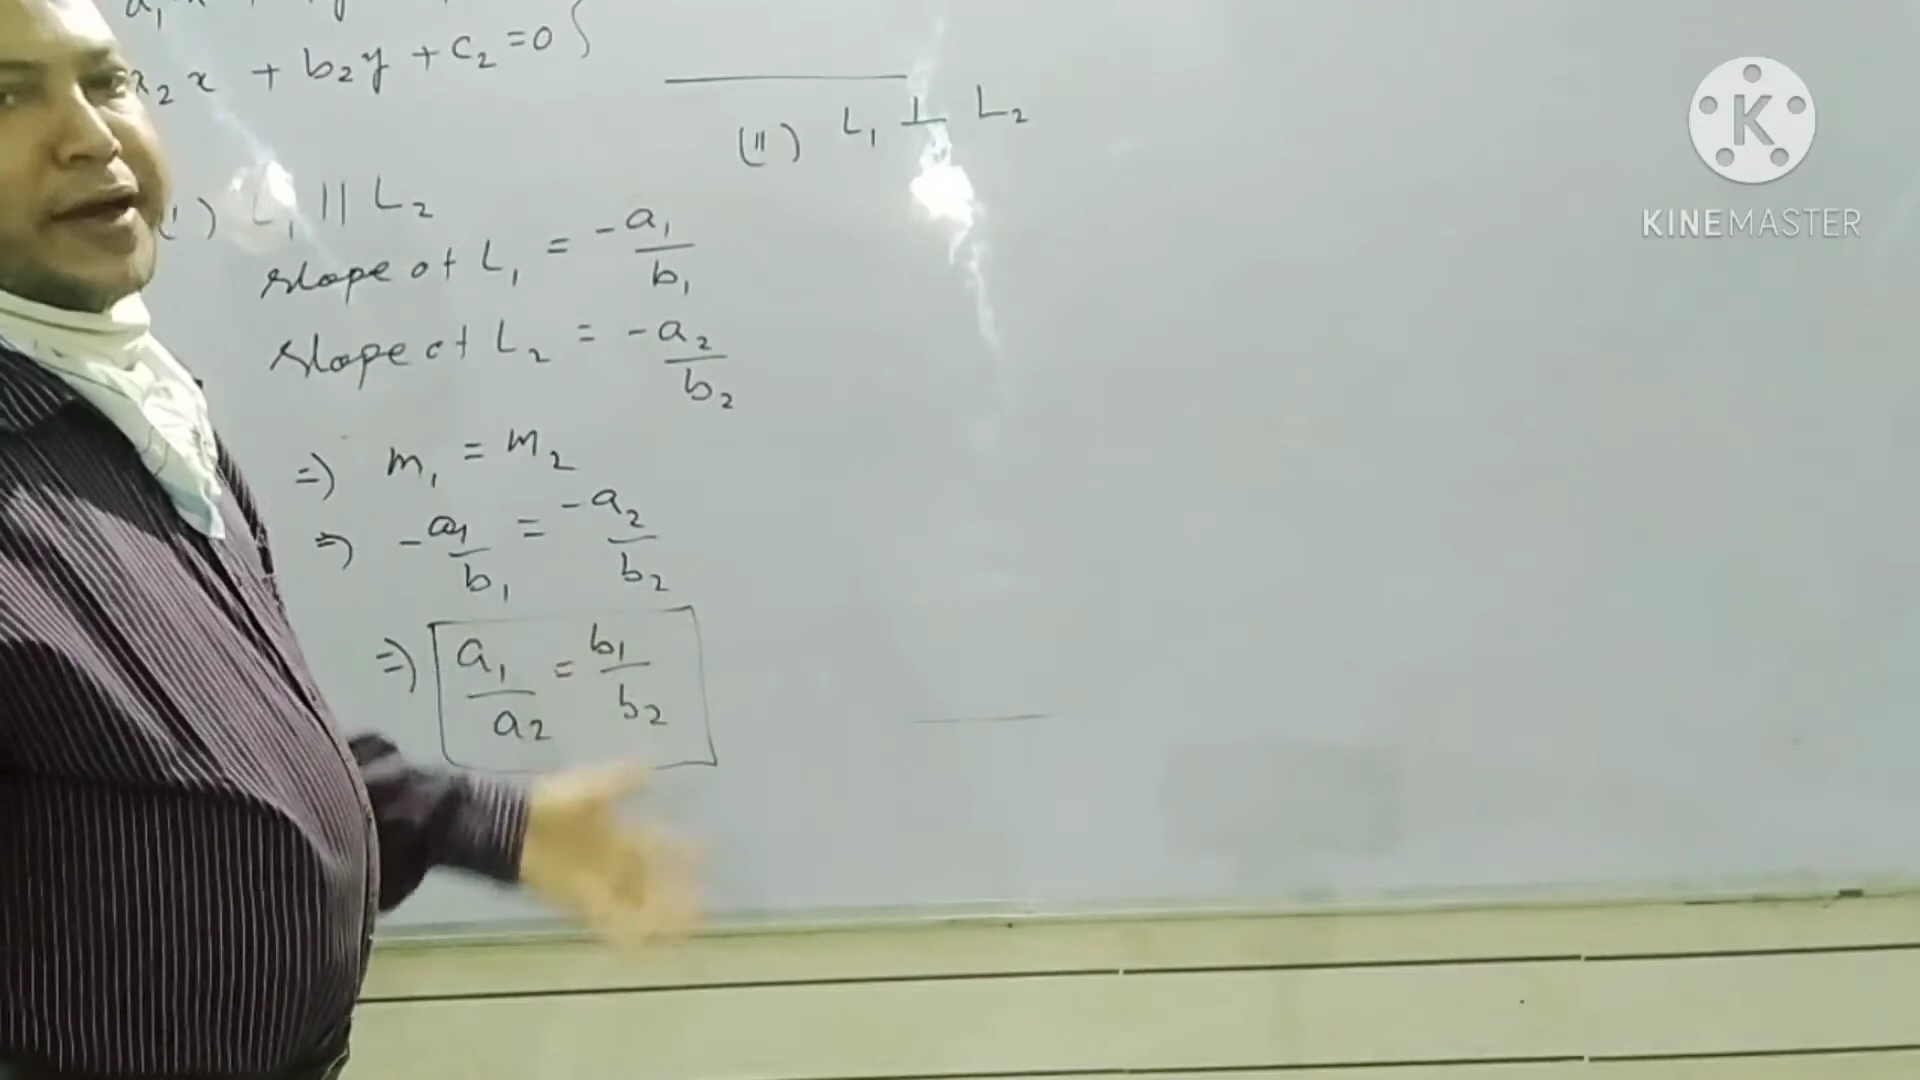 x₂ x + b₂y + c₂ = 0 }
(ii) L₁ ⊥ L₂
) L₁ || L₂
slope of L₁ = -a₁/b₁
slope of L₂ = -a₂/b₂
=> m₁ = m₂
=> -a₁/b₁ = -a₂/b₂
=> a₁/a₂ = b₁/b₂
K
KINEMASTER